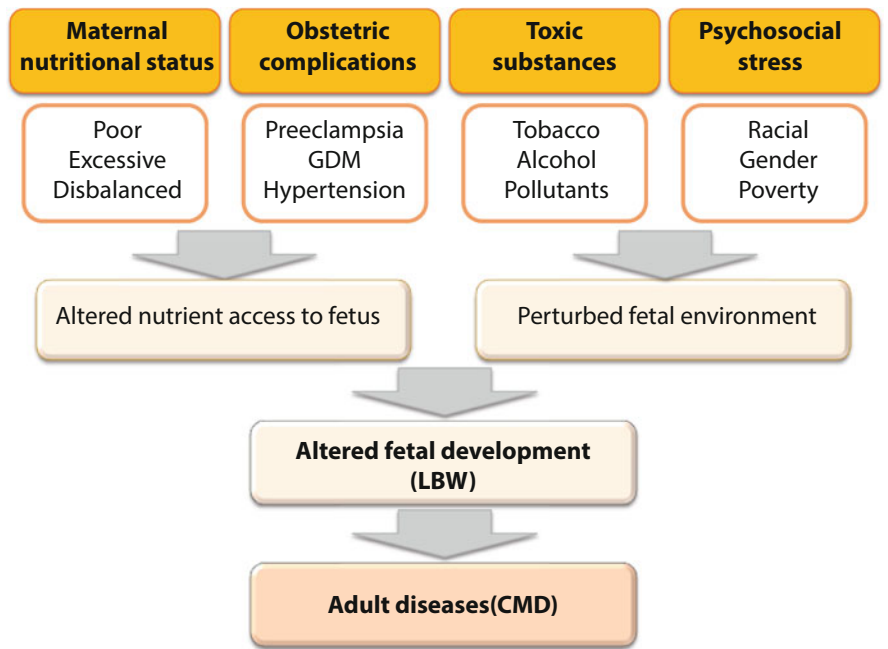 Maternal
nutritional status
Obstetric
complications
Toxic
substances
Psychosocial
stress
Poor
Excessive
Disbalanced
Preeclampsia
GDM
Hypertension
Tobacco
Alcohol
Pollutants
Racial
Gender
Poverty
Altered nutrient access to fetus
Perturbed fetal environment
Altered fetal development
(LBW)
Adult diseases(CMD)